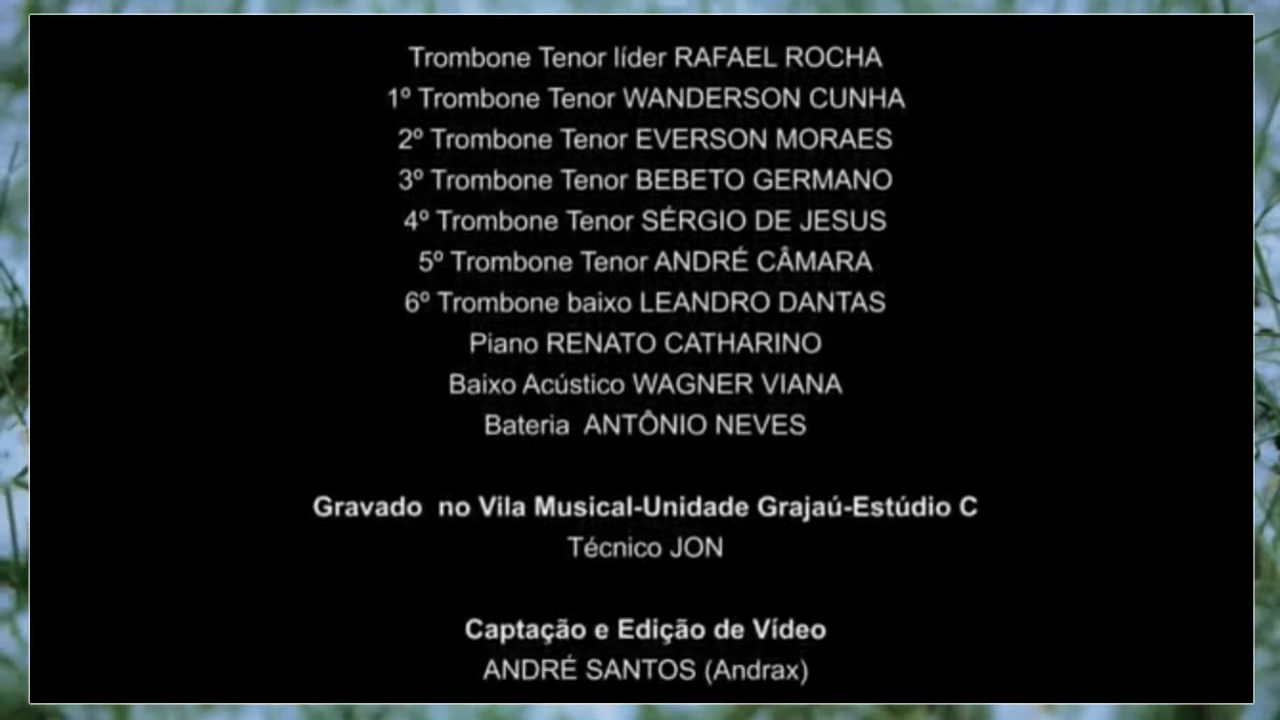 Trombone Tenor líder RAFAEL ROCHA
1º Trombone Tenor WANDERSON CUNHA
2º Trombone Tenor EVERSON MORAES
3º Trombone Tenor BEBETO GERMANO
4º Trombone Tenor SÉRGIO DE JESUS
5º Trombone Tenor ANDRÉ CÂMARA
6º Trombone baixo LEANDRO DANTAS
Piano RENATO CATHARINO
Baixo Acústico WAGNER VIANA
Bateria  ANTÔNIO NEVES
Gravado  no Vila Musical-Unidade Grajaú-Estúdio C
Técnico JON
Captação e Edição de Vídeo
ANDRÉ SANTOS (Andrax)